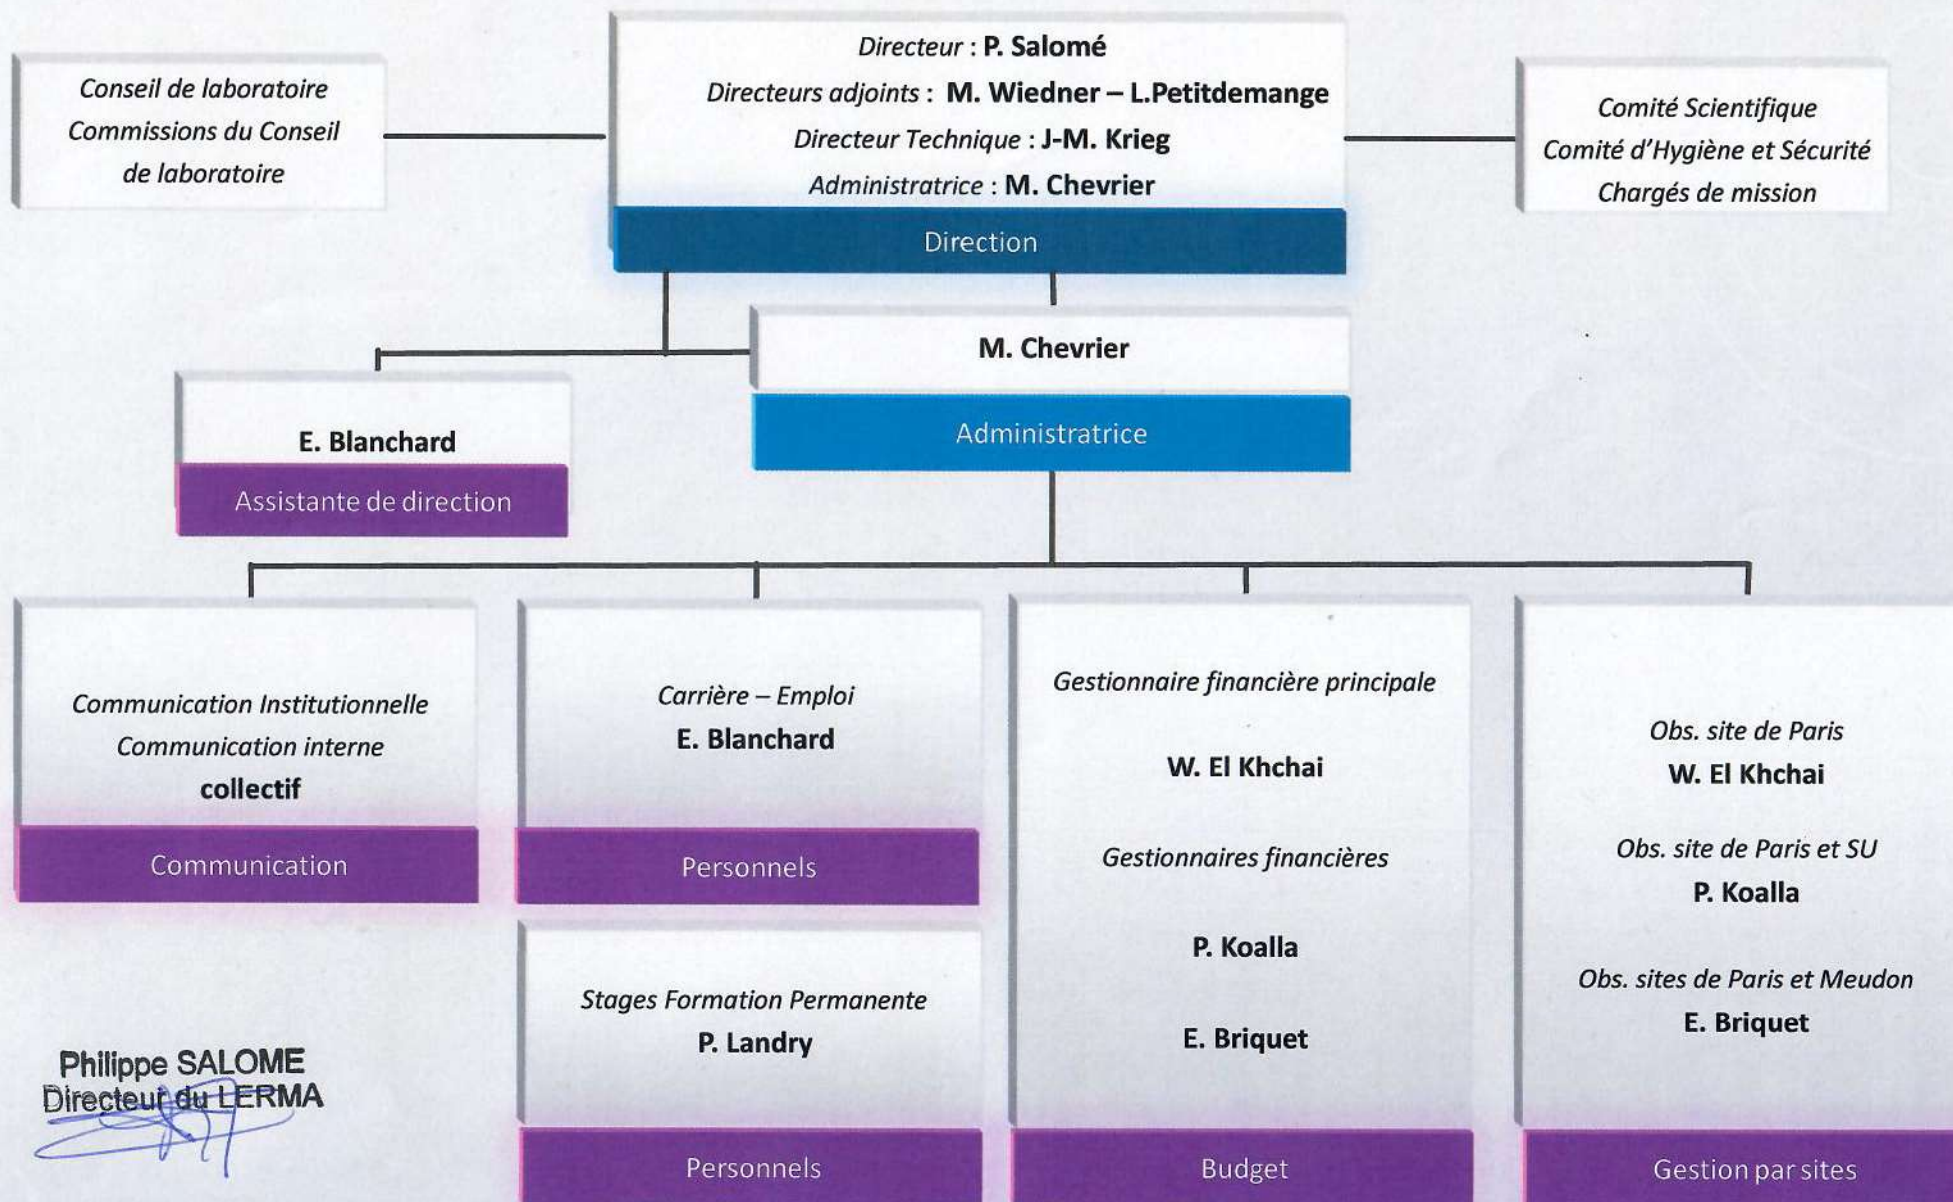 Directeur : P. Salomé
Directeurs adjoints : M. Wiedner – L.Petitdemange
Directeur Technique : J-M. Krieg
Administratrice : M. Chevrier
Direction
Conseil de laboratoire
Commissions du Conseil
de laboratoire
Comité Scientifique
Comité d'Hygiène et Sécurité
Chargés de mission
M. Chevrier
Administratrice
E. Blanchard
Assistante de direction
Communication Institutionnelle
Communication interne
collectif
Communication
Carrière – Emploi
E. Blanchard
Personnels
Stages Formation Permanente
P. Landry
Personnels
Gestionnaire financière principale
W. El Khchai
Gestionnaires financières
P. Koalla
E. Briquet
Budget
Obs. site de Paris
W. El Khchai
Obs. site de Paris et SU
P. Koalla
Obs. sites de Paris et Meudon
E. Briquet
Gestion par sites
Philippe SALOME
Directeur du LERMA